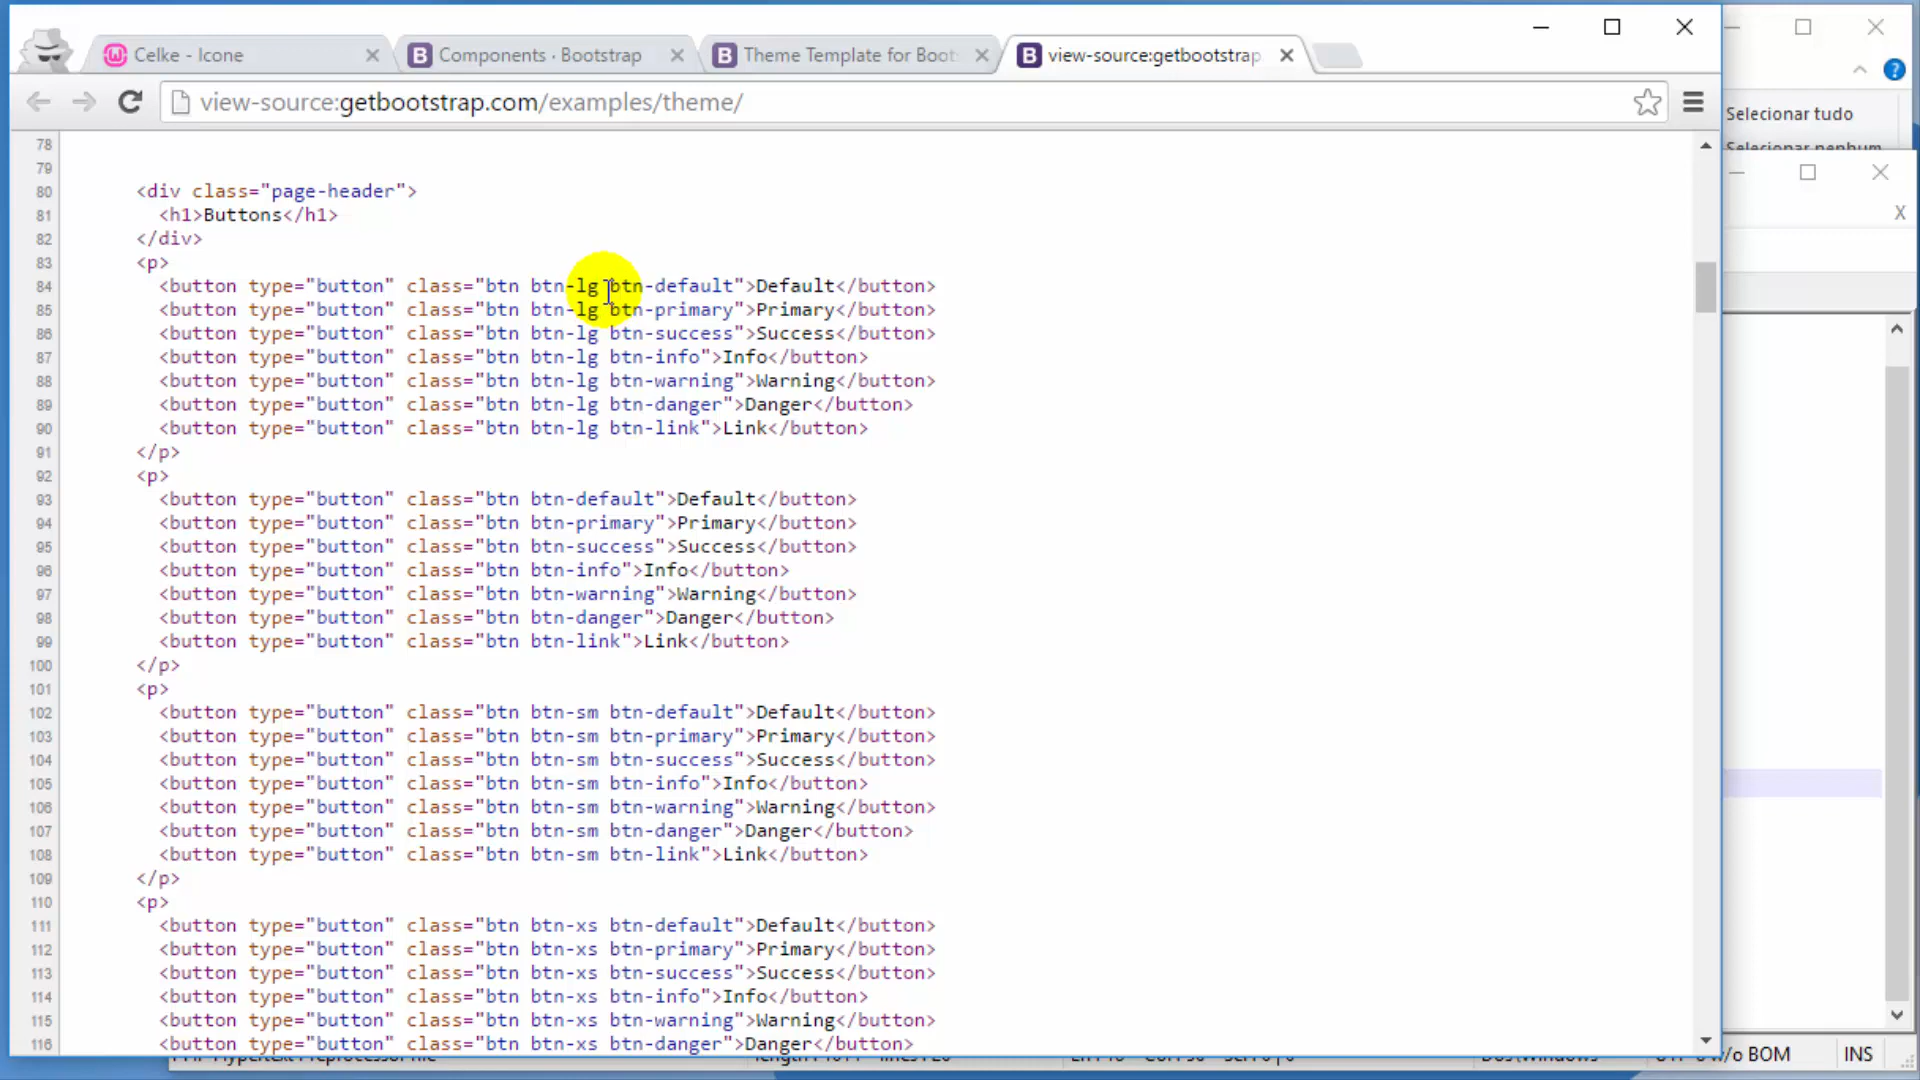 Celke - Icone
Components · Bootstrap
Theme Template for Boots
view-source:getbootstrap
view-source:getbootstrap.com/examples/theme/
Selecionar tudo
Selecionar nenhum
X
78
79
80 <div class="page-header">
81 <h1>Buttons</h1>
82 </div>
83 <p>
84 <button type="button" class="btn btn-lg btn-default">Default</button>
85 <button type="button" class="btn btn-lg btn-primary">Primary</button>
86 <button type="button" class="btn btn-lg btn-success">Success</button>
87 <button type="button" class="btn btn-lg btn-info">Info</button>
88 <button type="button" class="btn btn-lg btn-warning">Warning</button>
89 <button type="button" class="btn btn-lg btn-danger">Danger</button>
90 <button type="button" class="btn btn-lg btn-link">Link</button>
91 </p>
92 <p>
93 <button type="button" class="btn btn-default">Default</button>
94 <button type="button" class="btn btn-primary">Primary</button>
95 <button type="button" class="btn btn-success">Success</button>
96 <button type="button" class="btn btn-info">Info</button>
97 <button type="button" class="btn btn-warning">Warning</button>
98 <button type="button" class="btn btn-danger">Danger</button>
99 <button type="button" class="btn btn-link">Link</button>
100 </p>
101 <p>
102 <button type="button" class="btn btn-sm btn-default">Default</button>
103 <button type="button" class="btn btn-sm btn-primary">Primary</button>
104 <button type="button" class="btn btn-sm btn-success">Success</button>
105 <button type="button" class="btn btn-sm btn-info">Info</button>
106 <button type="button" class="btn btn-sm btn-warning">Warning</button>
107 <button type="button" class="btn btn-sm btn-danger">Danger</button>
108 <button type="button" class="btn btn-sm btn-link">Link</button>
109 </p>
110 <p>
111 <button type="button" class="btn btn-xs btn-default">Default</button>
112 <button type="button" class="btn btn-xs btn-primary">Primary</button>
113 <button type="button" class="btn btn-xs btn-success">Success</button>
114 <button type="button" class="btn btn-xs btn-info">Info</button>
115 <button type="button" class="btn btn-xs btn-warning">Warning</button>
116 <button type="button" class="btn btn-xs btn-danger">Danger</button>
w/o BOM INS